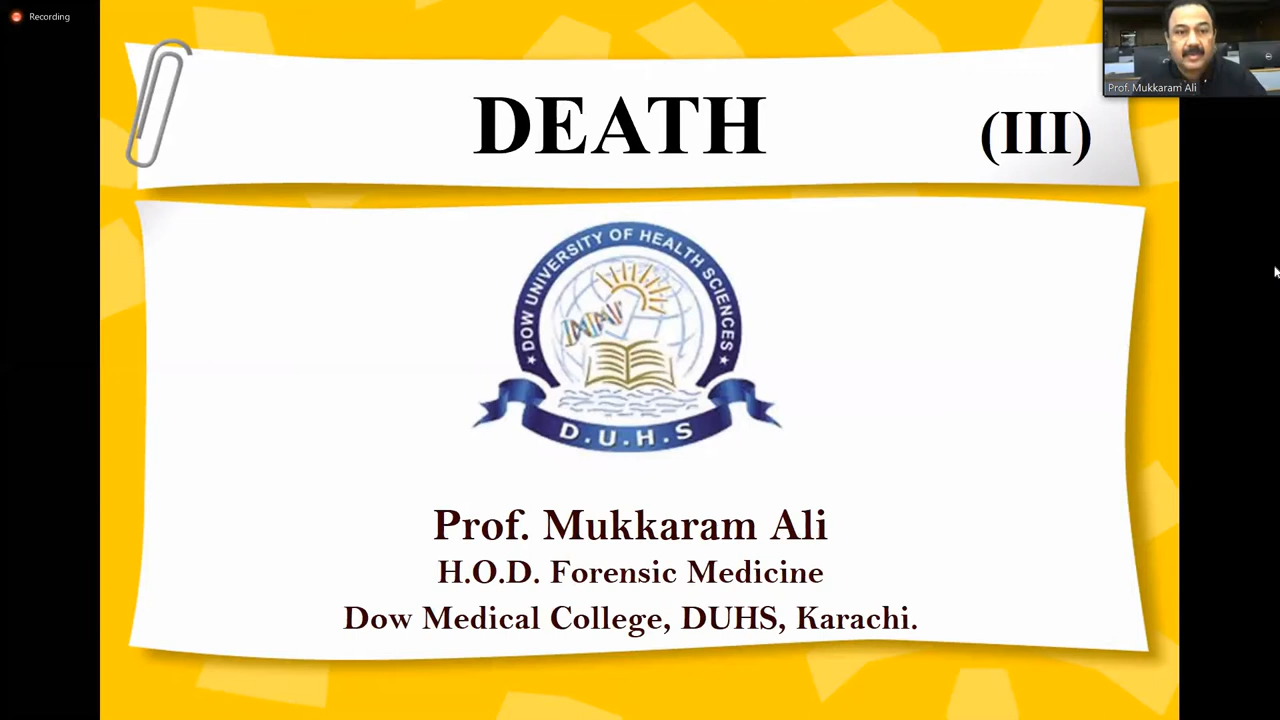 Recording
Prof. Mukkaram Ali
DEATH (III)
★ DOW UNIVERSITY OF HEALTH SCIENCES ★
D.U.H.S
Prof. Mukkaram Ali
H.O.D. Forensic Medicine
Dow Medical College, DUHS, Karachi.